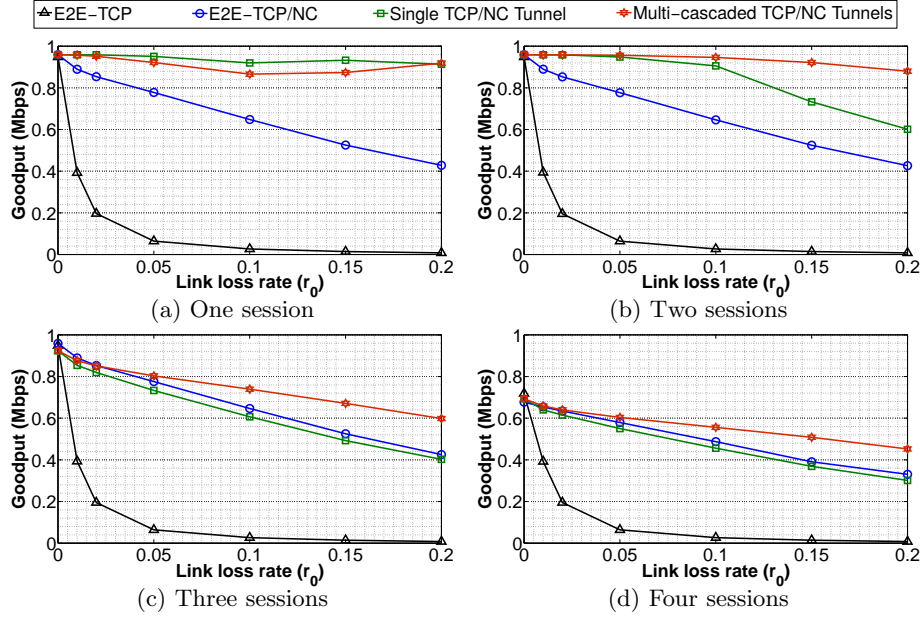 E2E−TCP E2E−TCP/NC Single TCP/NC Tunnel Multi−cascaded TCP/NC Tunnels
Goodput (Mbps)
1
0.8
0.6
0.4
0.2
0
0 0.05 0.1 0.15 0.2
Link loss rate (r0)
(a) One session
Goodput (Mbps)
1
0.8
0.6
0.4
0.2
0
0 0.05 0.1 0.15 0.2
Link loss rate (r0)
(b) Two sessions
Goodput (Mbps)
1
0.8
0.6
0.4
0.2
0
0 0.05 0.1 0.15 0.2
Link loss rate (r0)
(c) Three sessions
Goodput (Mbps)
1
0.8
0.6
0.4
0.2
0
0 0.05 0.1 0.15 0.2
Link loss rate (r0)
(d) Four sessions